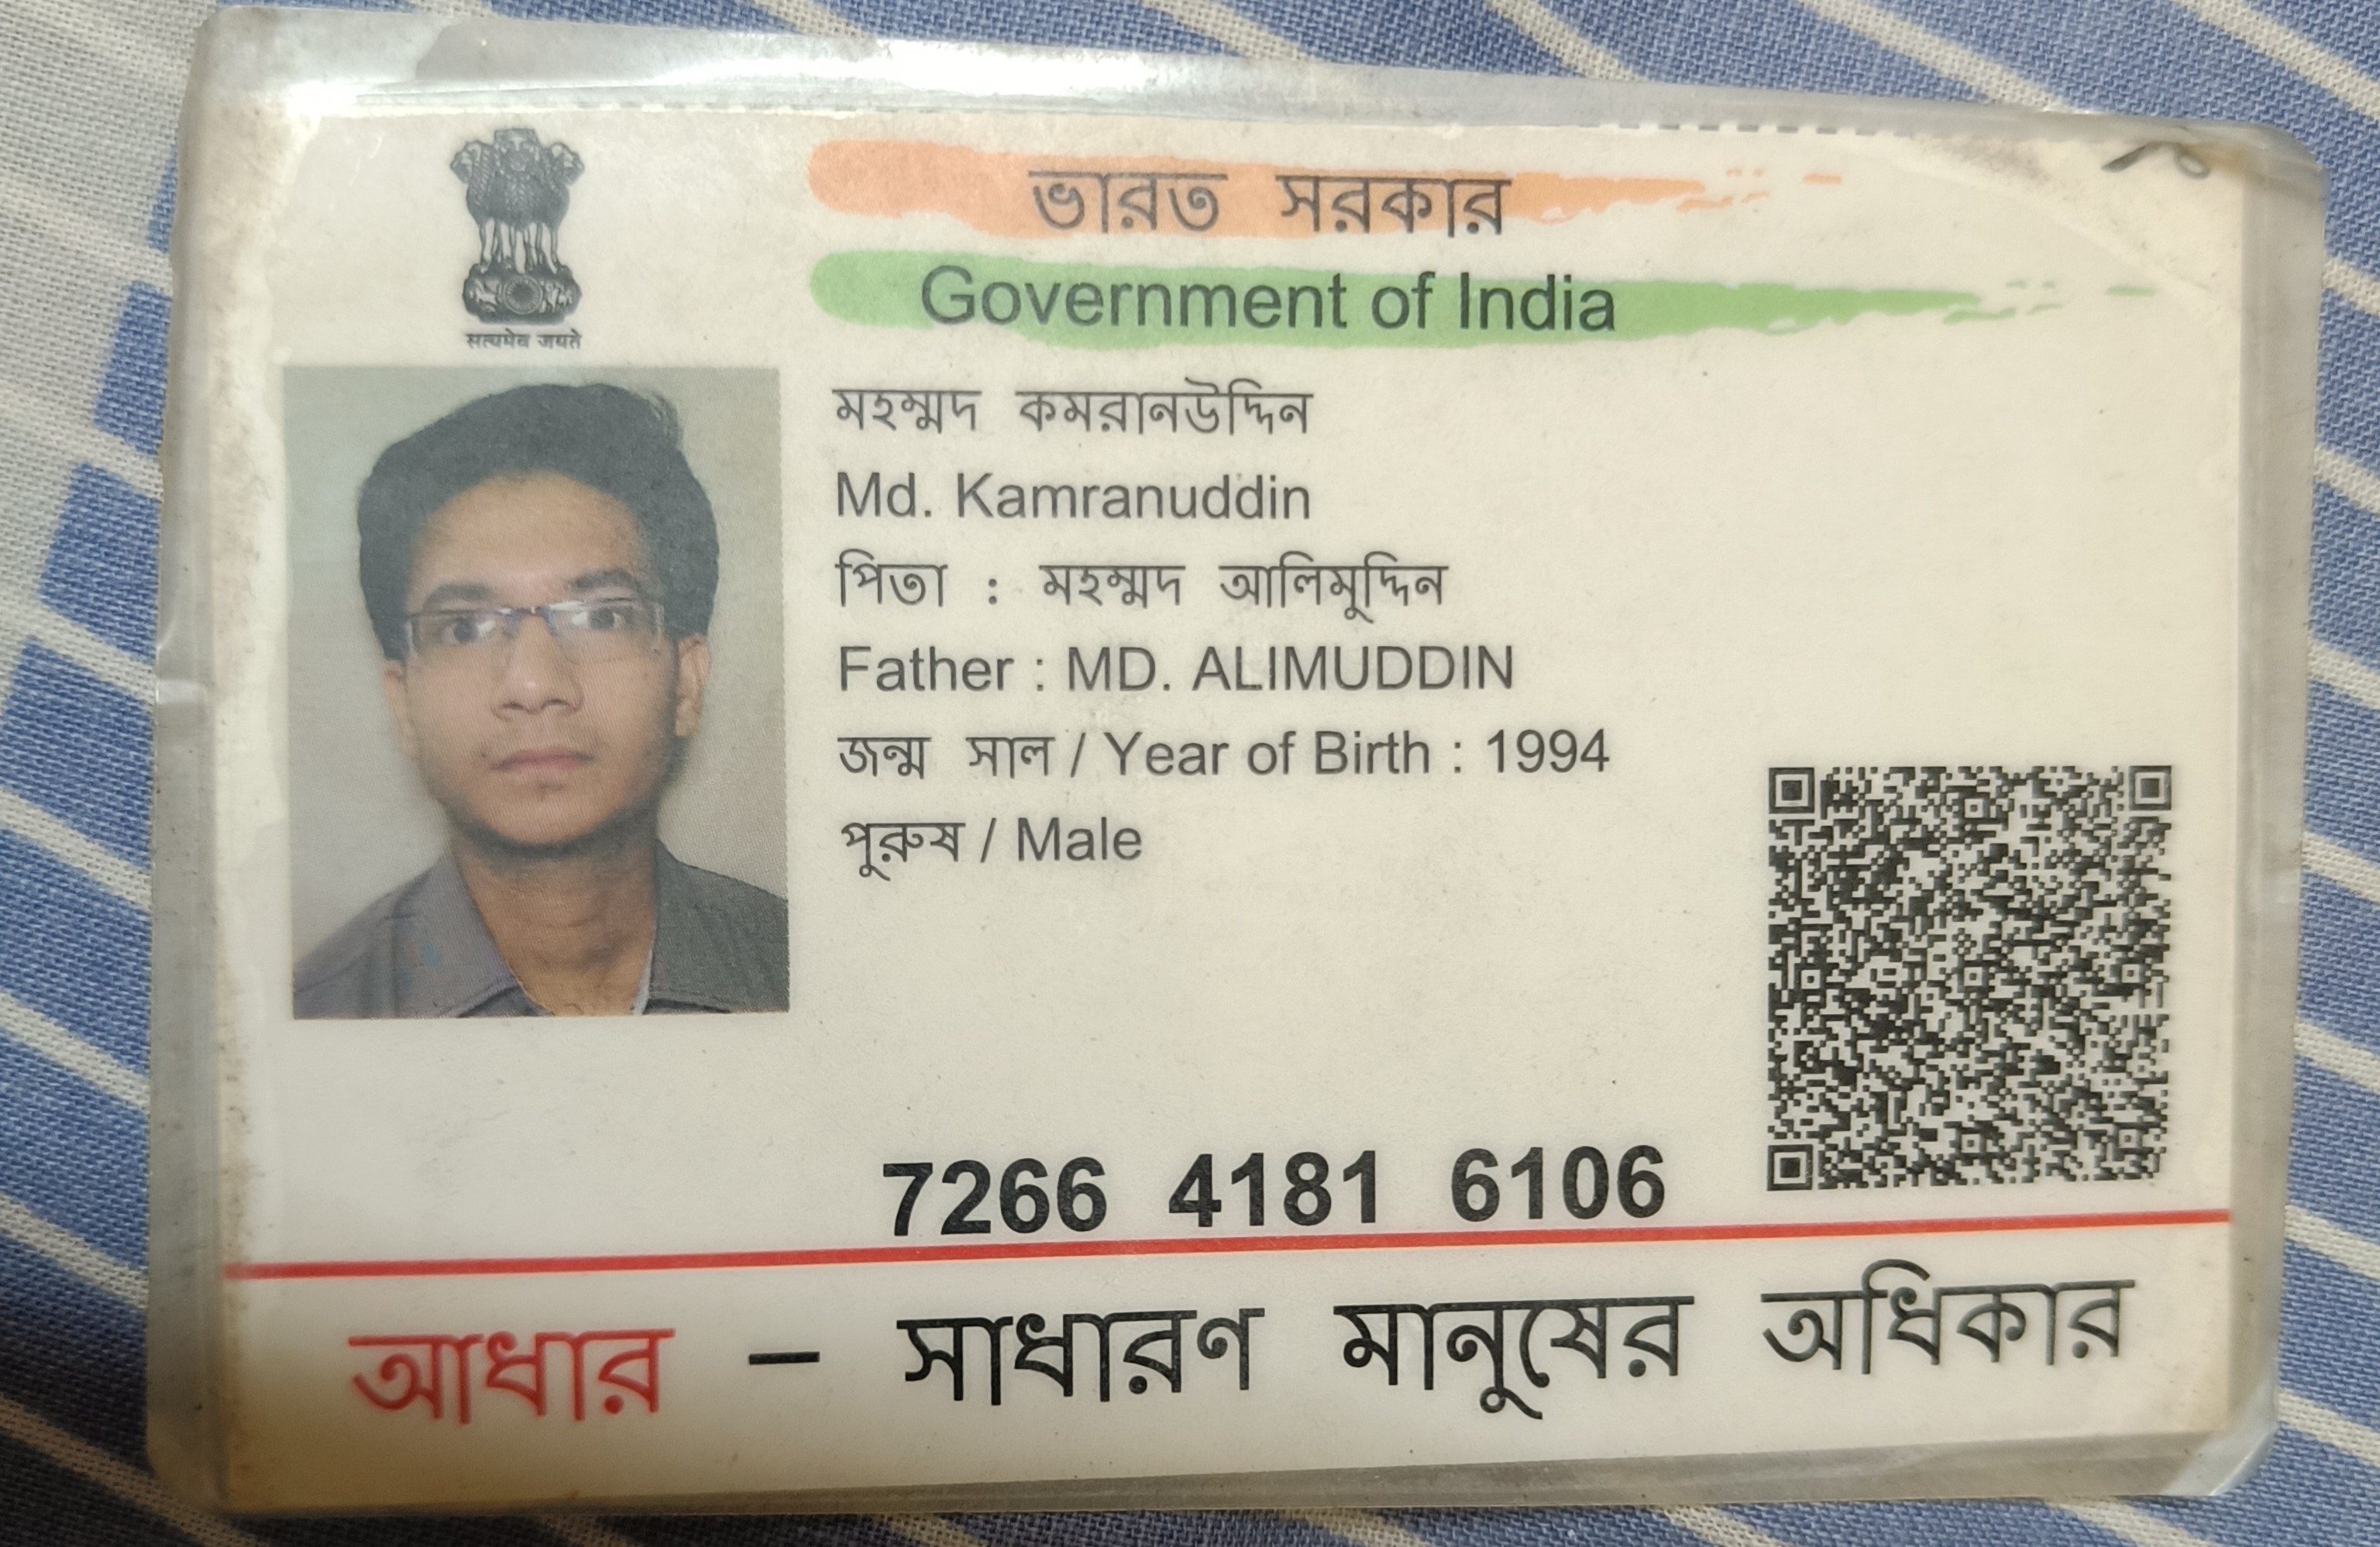 ভারত সরকার
Government of India
सत्यमेव जयते
মহম্মদ কমরানউদ্দিন
Md. Kamranuddin
পিতা : মহম্মদ আলিমুদ্দিন
Father : MD. ALIMUDDIN
জন্ম সাল / Year of Birth : 1994
পুরুষ / Male
7266 4181 6106
আধার – সাধারণ মানুষের অধিকার